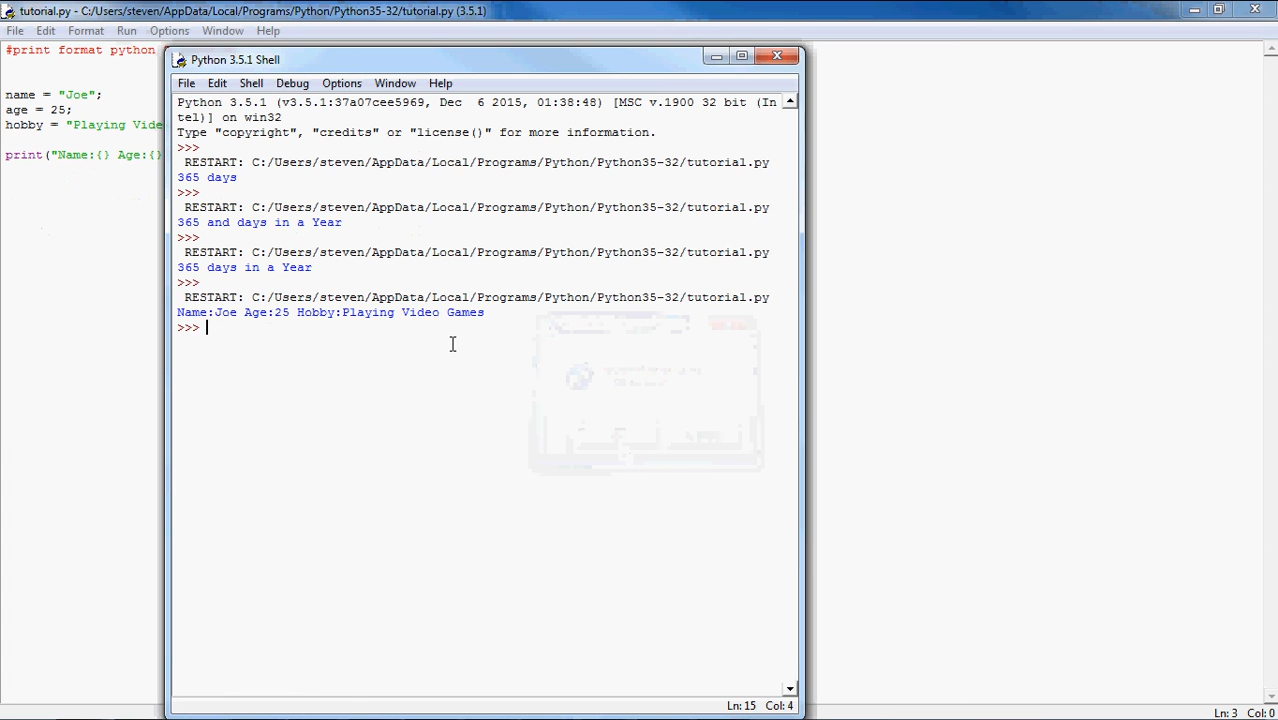 tutorial.py - C:/Users/steven/AppData/Local/Programs/Python/Python35-32/tutorial.py (3.5.1)
File Edit Format Run Options Window Help
#print format python
name = "Joe";
age = 25;
hobby = "Playing Vide
print("Name:{} Age:{}
Python 3.5.1 Shell
File Edit Shell Debug Options Window Help
Python 3.5.1 (v3.5.1:37a07cee5969, Dec  6 2015, 01:38:48) [MSC v.1900 32 bit (In
tel)] on win32
Type "copyright", "credits" or "license()" for more information.
>>>
RESTART: C:/Users/steven/AppData/Local/Programs/Python/Python35-32/tutorial.py
365 days
>>>
RESTART: C:/Users/steven/AppData/Local/Programs/Python/Python35-32/tutorial.py
365 and days in a Year
>>>
RESTART: C:/Users/steven/AppData/Local/Programs/Python/Python35-32/tutorial.py
365 days in a Year
>>>
RESTART: C:/Users/steven/AppData/Local/Programs/Python/Python35-32/tutorial.py
Name:Joe Age:25 Hobby:Playing Video Games
>>>
Ln: 15 Col: 4
Ln: 3 Col: 0